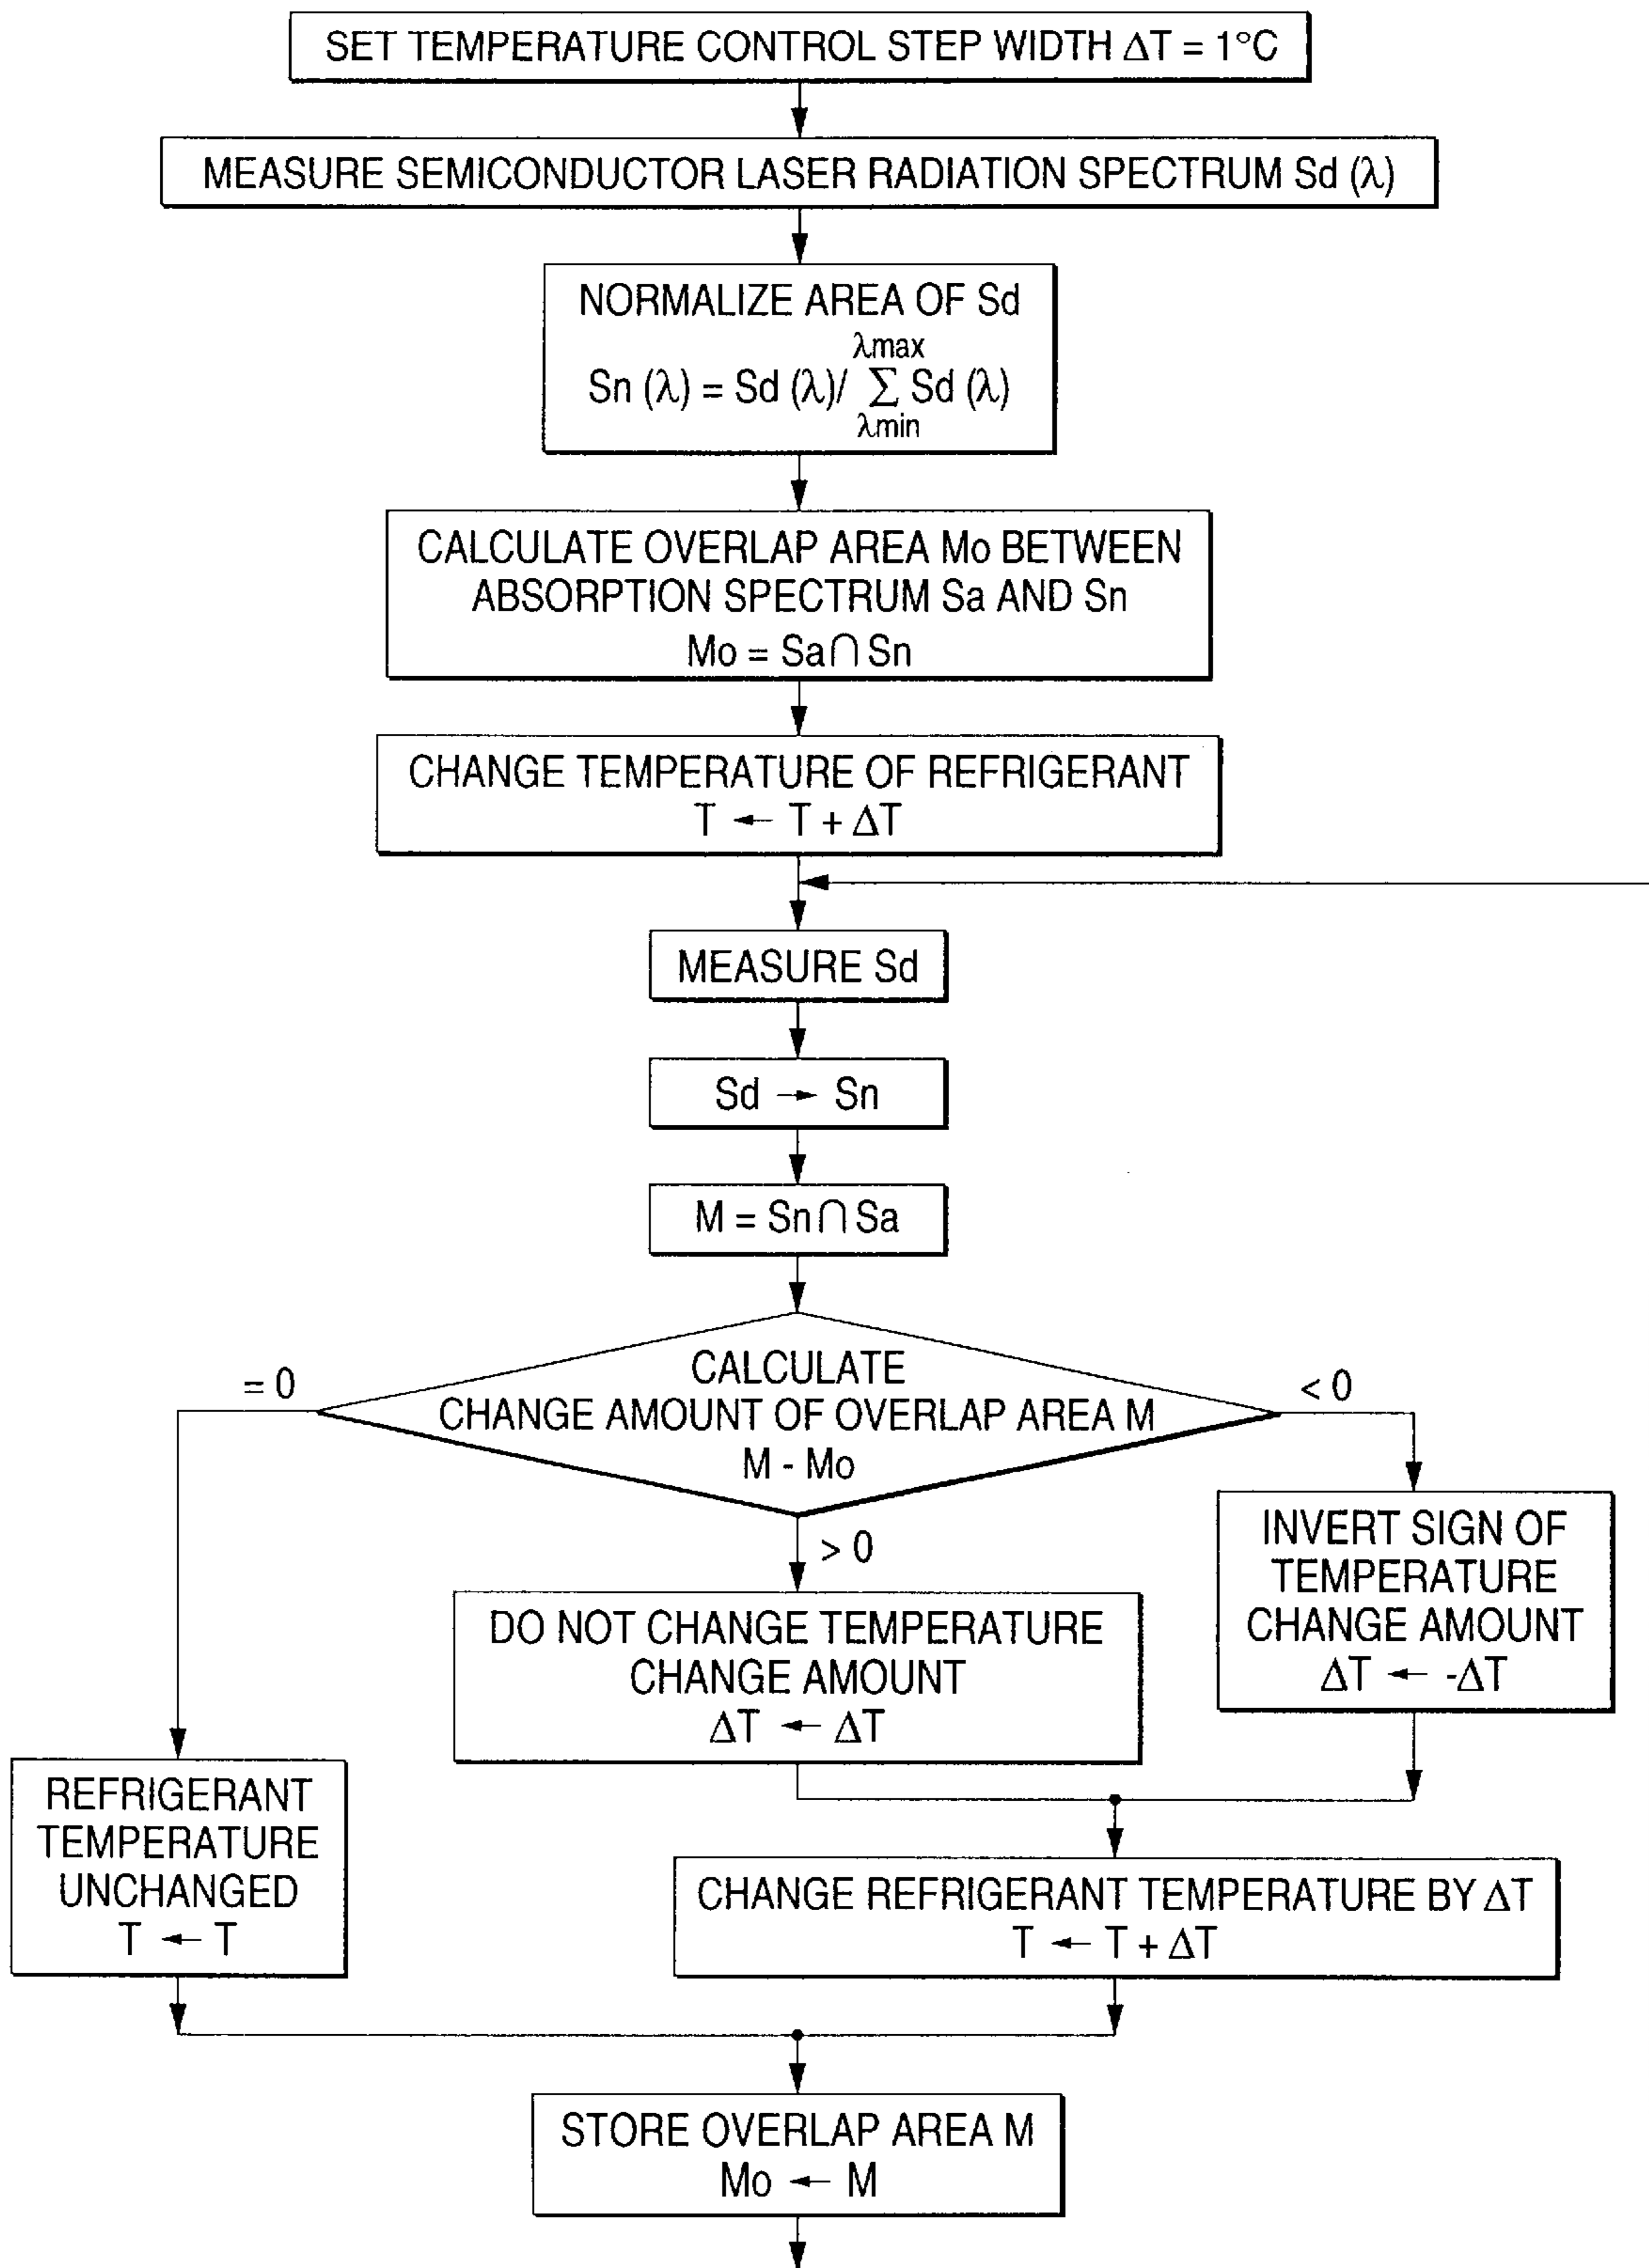 SET TEMPERATURE CONTROL STEP WIDTH ΔT = 1°C
MEASURE SEMICONDUCTOR LASER RADIATION SPECTRUM Sd (λ)
NORMALIZE AREA OF Sd
λmax
Sn (λ) = Sd (λ)/ Σ Sd (λ)
λmin
CALCULATE OVERLAP AREA Mo BETWEEN
ABSORPTION SPECTRUM Sa AND Sn
Mo = Sa∩Sn
CHANGE TEMPERATURE OF REFRIGERANT
T ← T + ΔT
MEASURE Sd
Sd → Sn
M = Sn∩Sa
CALCULATE
CHANGE AMOUNT OF OVERLAP AREA M
M - Mo
= 0
< 0
> 0
INVERT SIGN OF
TEMPERATURE
CHANGE AMOUNT
ΔT ← -ΔT
DO NOT CHANGE TEMPERATURE
CHANGE AMOUNT
ΔT ← ΔT
REFRIGERANT
TEMPERATURE
UNCHANGED
T ← T
CHANGE REFRIGERANT TEMPERATURE BY ΔT
T ← T + ΔT
STORE OVERLAP AREA M
Mo ← M